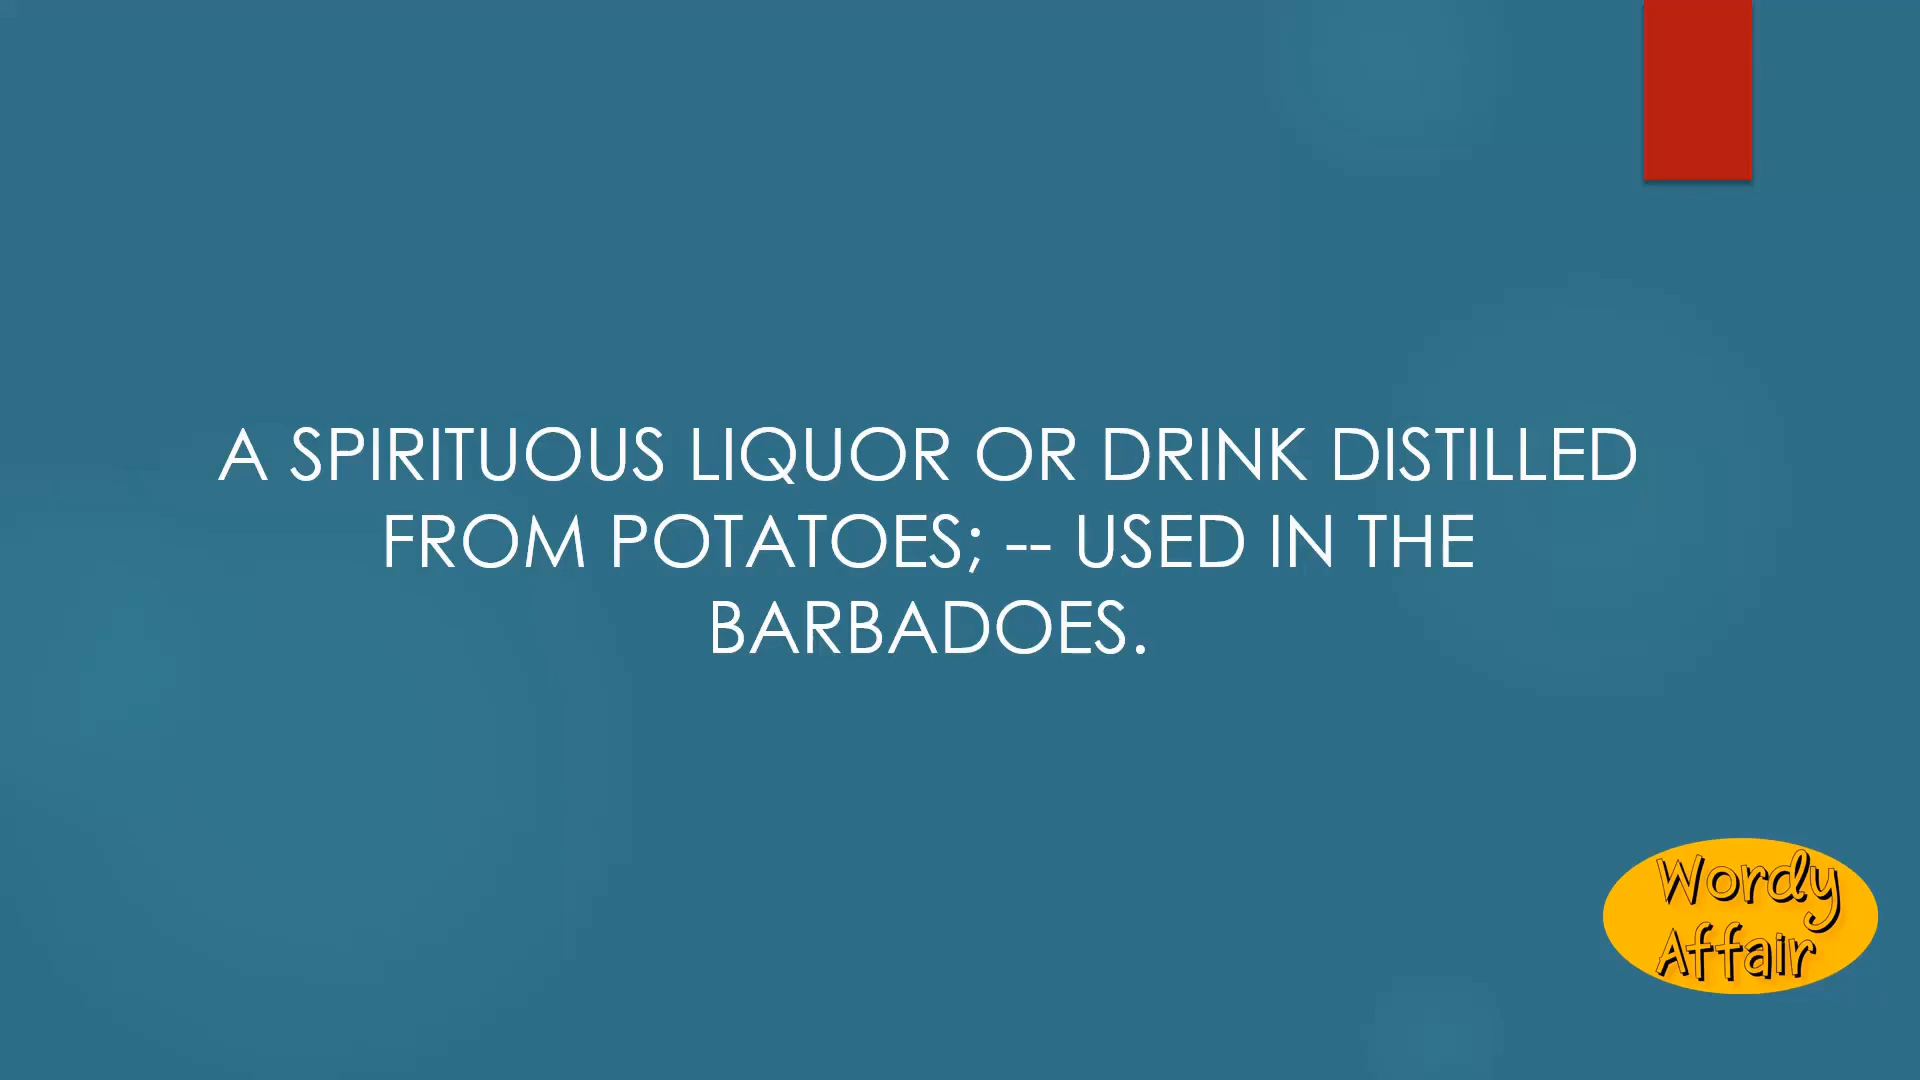 A SPIRITUOUS LIQUOR OR DRINK DISTILLED
FROM POTATOES; -- USED IN THE
BARBADOES.
Wordy
Affair